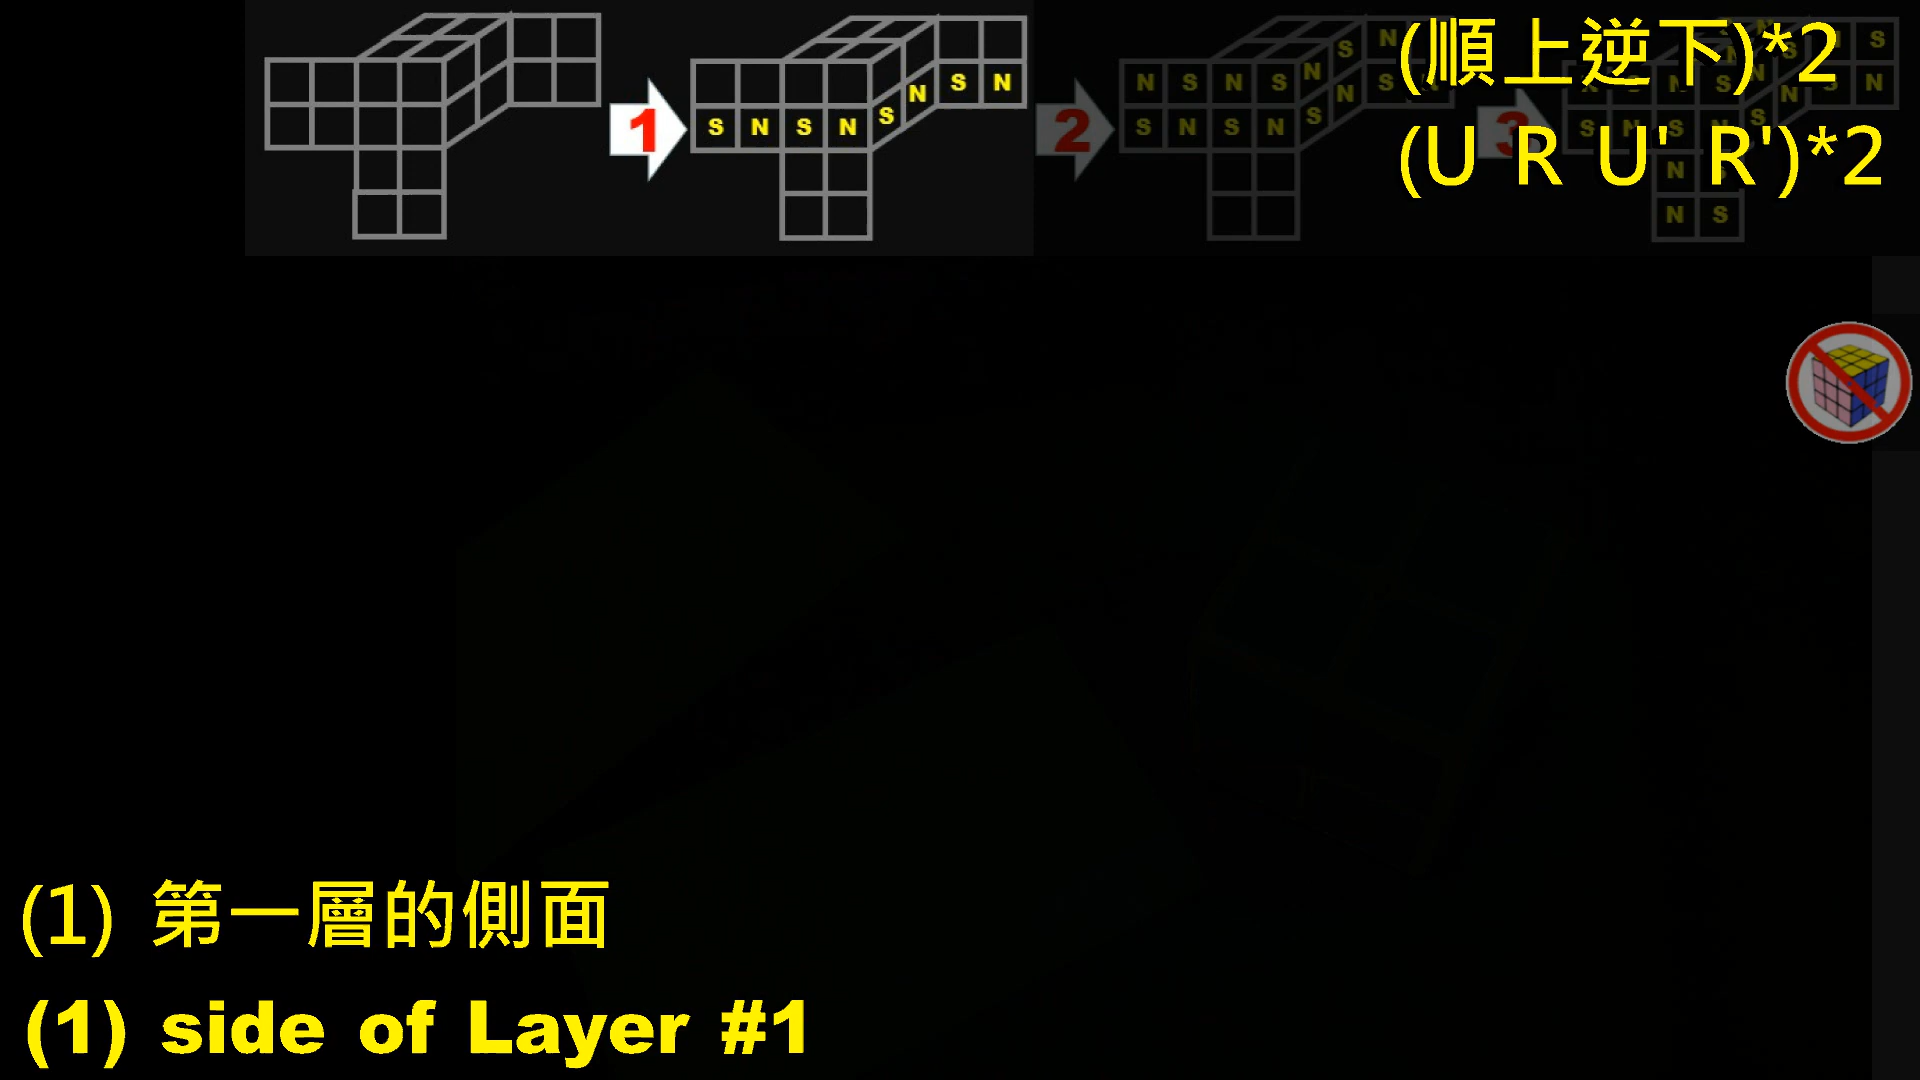 (順上逆下)*2
(U R U' R')*2
1
S N S N S N S N
2
N S N S N S N
S N S N S N S
3
N S
N S
(1) 第一層的側面
(1) side of Layer #1